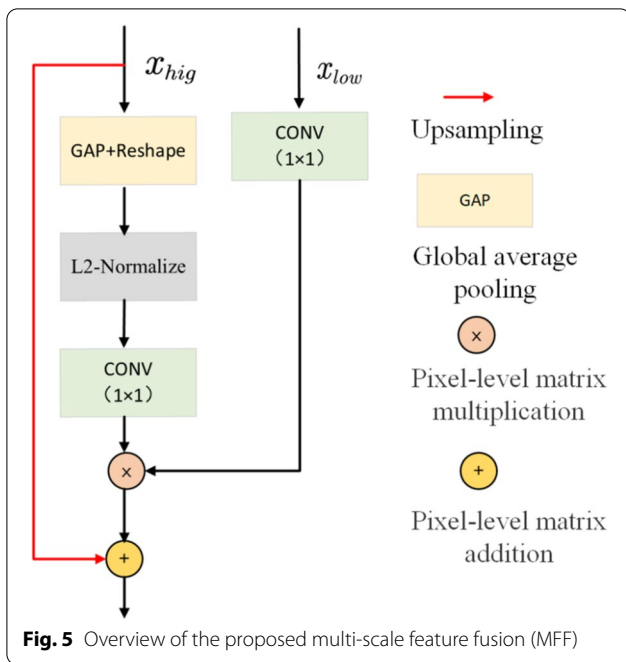 x_hig
x_low
GAP+Reshape
CONV
(1×1)
L2-Normalize
CONV
(1×1)
x
+
Upsampling
GAP
Global average
pooling
x
Pixel-level matrix
multiplication
+
Pixel-level matrix
addition
Fig. 5 Overview of the proposed multi-scale feature fusion (MFF)